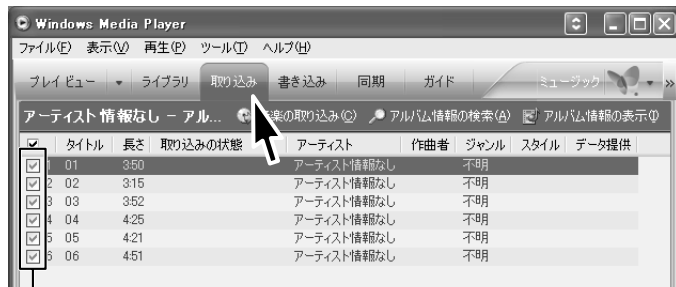 Windows Media Player
ファイル(F) 表示(V) 再生(P) ツール(T) ヘルプ(H)
プレイ ビュー ライブラリ 取り込み 書き込み 同期 ガイド ミュージック »
アーティスト情報なし － アル... 楽の取り込み(C) アルバム情報の検索(A) アルバム情報の表示(I)
タイトル 長さ 取り込みの状態 アーティスト 作曲者 ジャンル スタイル データ提供
1 01 3:50 アーティスト情報なし 不明
2 02 3:15 アーティスト情報なし 不明
3 03 3:52 アーティスト情報なし 不明
4 04 4:25 アーティスト情報なし 不明
5 05 4:21 アーティスト情報なし 不明
6 06 4:51 アーティスト情報なし 不明